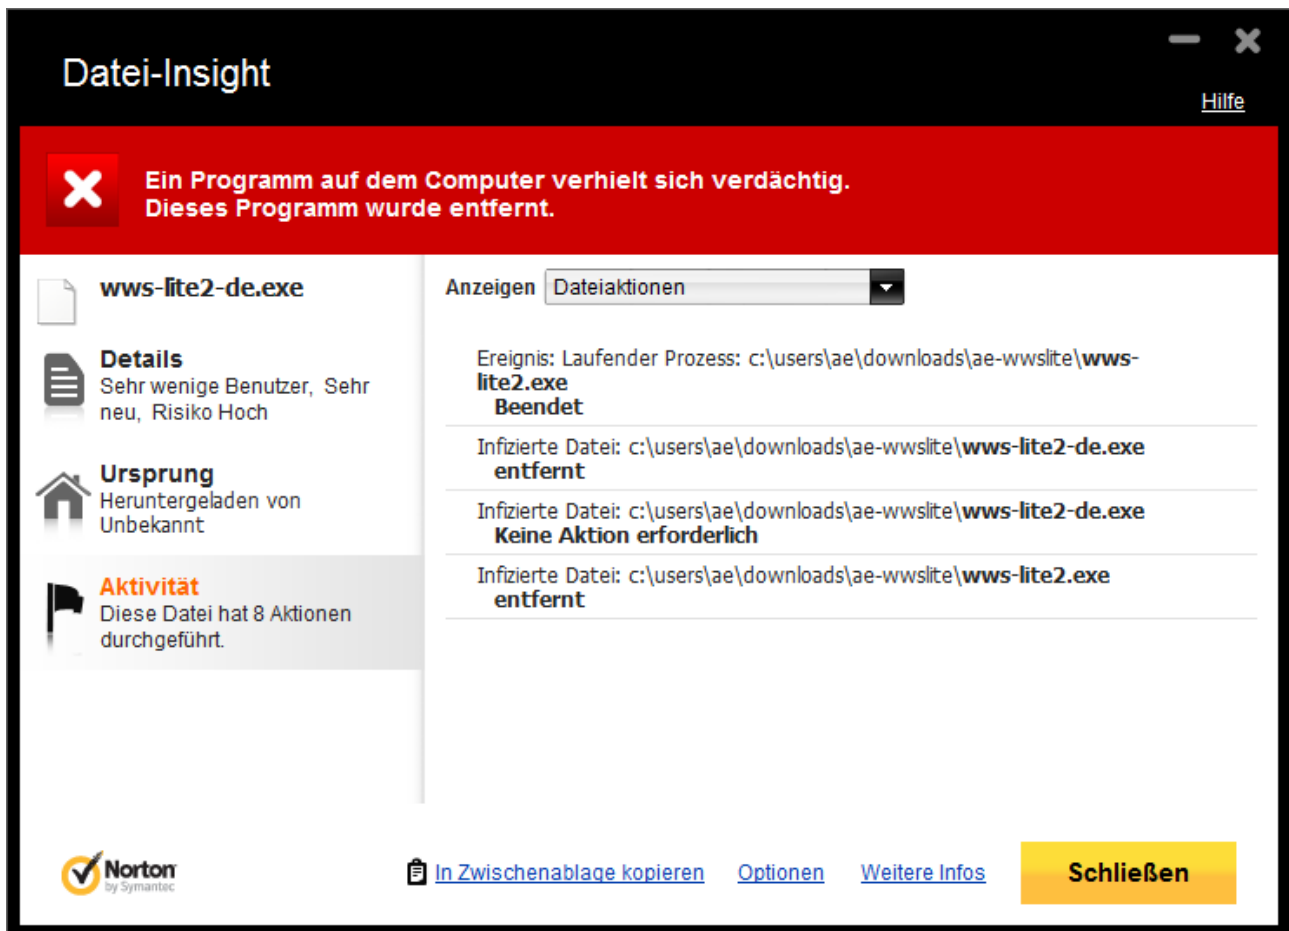 Datei-Insight
Hilfe
Ein Programm auf dem Computer verhielt sich verdächtig.
Dieses Programm wurde entfernt.
wws-lite2-de.exe
Details
Sehr wenige Benutzer, Sehr
neu, Risiko Hoch
Ursprung
Heruntergeladen von
Unbekannt
Aktivität
Diese Datei hat 8 Aktionen
durchgeführt.
Anzeigen Dateiaktionen
Ereignis: Laufender Prozess: c:\users\ae\downloads\ae-wwslite\wws-
lite2.exe
Beendet
Infizierte Datei: c:\users\ae\downloads\ae-wwslite\wws-lite2-de.exe
entfernt
Infizierte Datei: c:\users\ae\downloads\ae-wwslite\wws-lite2-de.exe
Keine Aktion erforderlich
Infizierte Datei: c:\users\ae\downloads\ae-wwslite\wws-lite2.exe
entfernt
Norton
by Symantec
In Zwischenablage kopieren
Optionen
Weitere Infos
Schließen